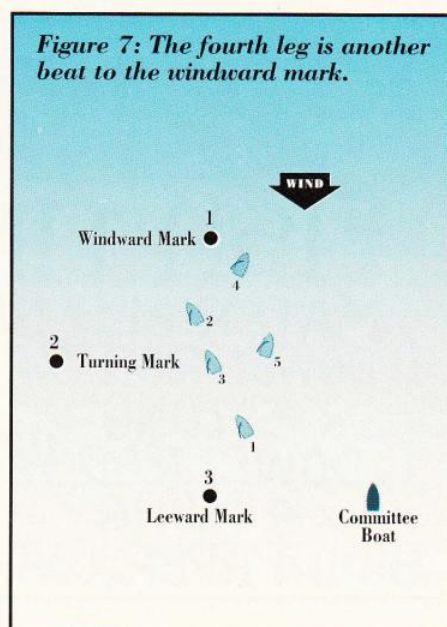 Figure 7: The fourth leg is another
beat to the windward mark.
WIND
1
Windward Mark
4
2
2
Turning Mark
5
3
1
3
Leeward Mark
Committee
Boat